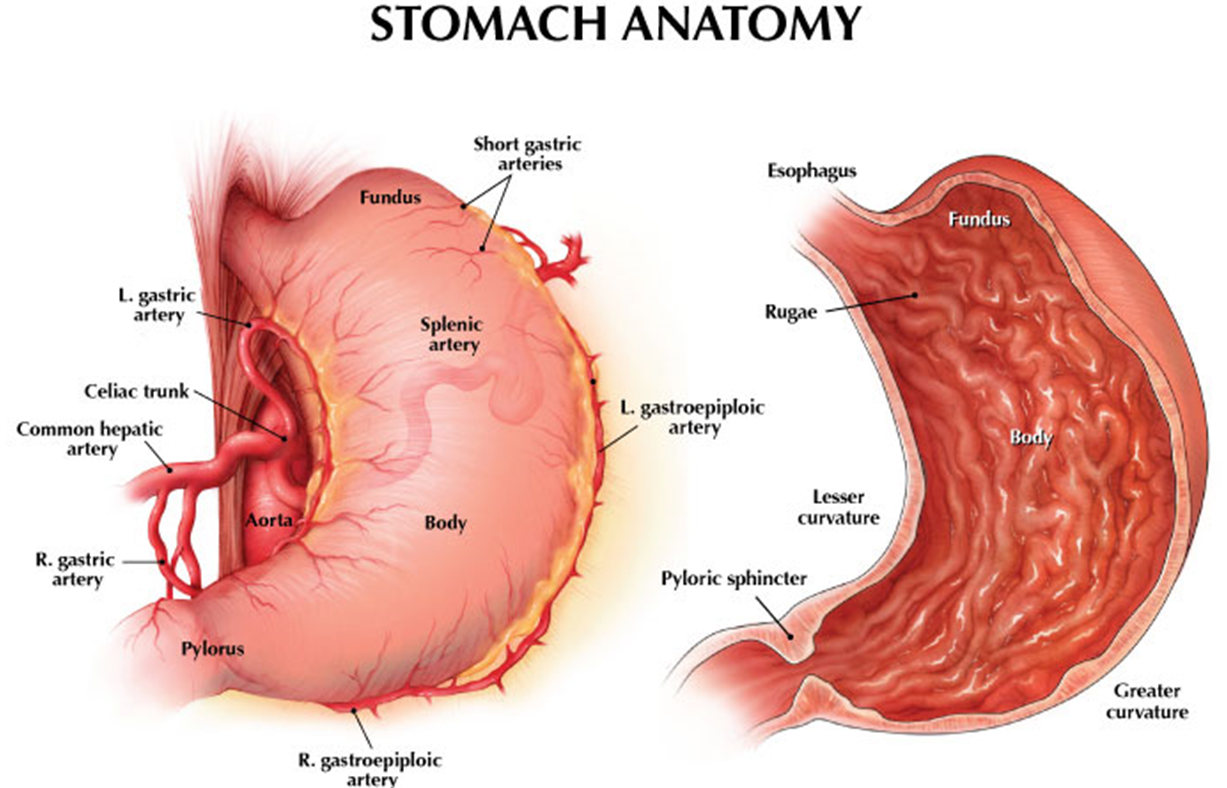 STOMACH ANATOMY
Short gastric
arteries
Fundus
L. gastric
artery
Splenic
artery
Celiac trunk
Common hepatic
artery
L. gastroepiploic
artery
Aorta
Body
R. gastric
artery
Pylorus
R. gastroepiploic
artery
Esophagus
Fundus
Rugae
Body
Lesser
curvature
Pyloric sphincter
Greater
curvature